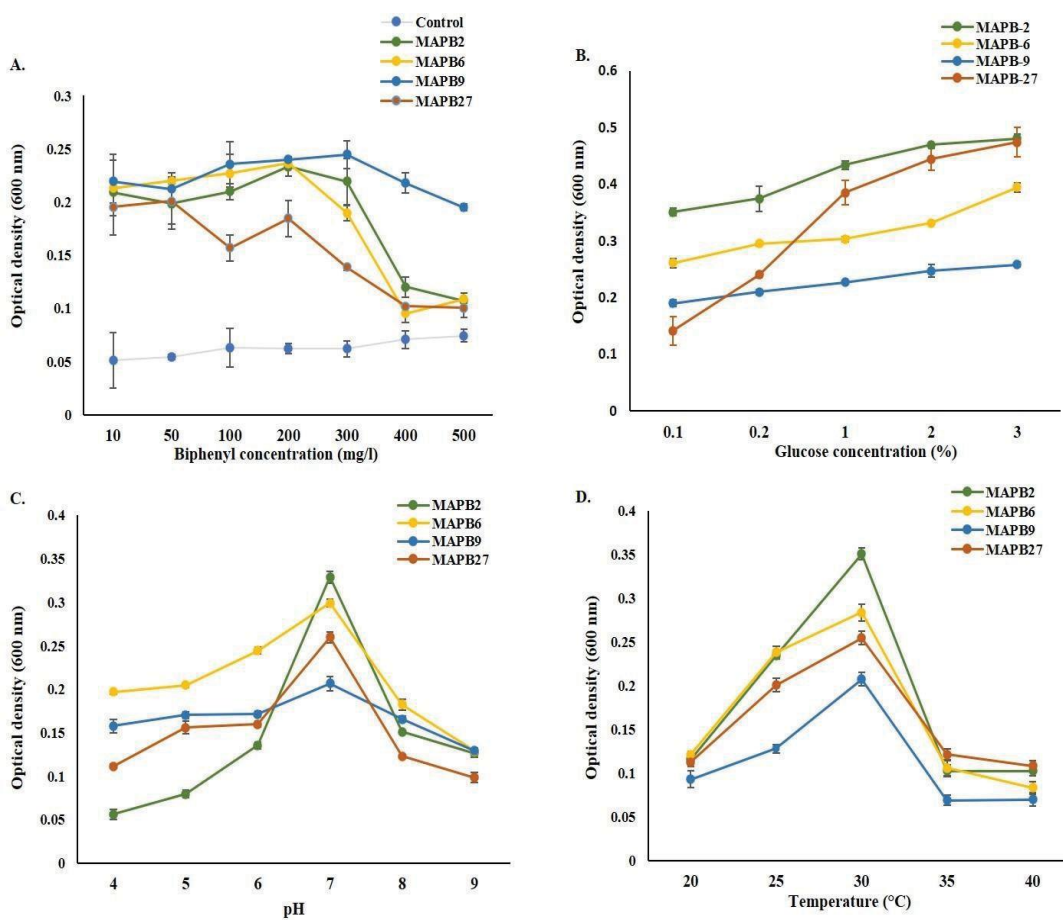 A.
Control
MAPB2
MAPB6
MAPB9
MAPB27
Optical density (600 nm)
0.3
0.25
0.2
0.15
0.1
0.05
0
10 50 100 200 300 400 500
Biphenyl concentration (mg/l)
B.
MAPB-2
MAPB-6
MAPB-9
MAPB-27
Optical density (600 nm)
0.6
0.5
0.4
0.3
0.2
0.1
0
0.1 0.2 1 2 3
Glucose concentration (%)
C.
MAPB2
MAPB6
MAPB9
MAPB27
Optical density (600 nm)
0.4
0.35
0.3
0.25
0.2
0.15
0.1
0.05
0
4 5 6 7 8 9
pH
D.
MAPB2
MAPB6
MAPB9
MAPB27
Optical density (600 nm)
0.4
0.35
0.3
0.25
0.2
0.15
0.1
0.05
0
20 25 30 35 40
Temperature (°C)